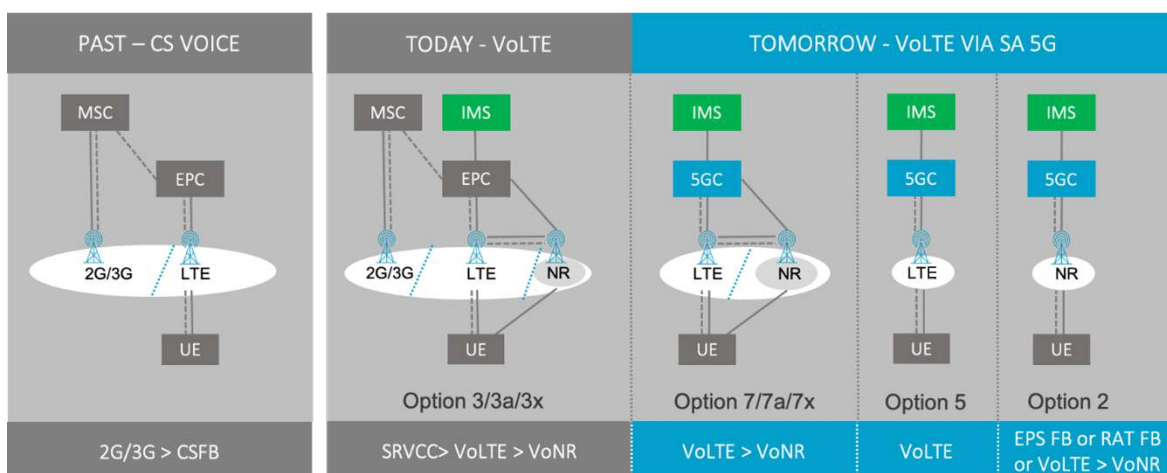 PAST – CS VOICE
TODAY - VoLTE
TOMORROW - VoLTE VIA SA 5G
MSC
MSC
IMS
IMS
IMS
IMS
EPC
EPC
5GC
5GC
5GC
2G/3G
LTE
2G/3G
LTE
NR
LTE
NR
LTE
NR
UE
UE
UE
UE
UE
Option 3/3a/3x
Option 7/7a/7x
Option 5
Option 2
2G/3G > CSFB
SRVCC> VoLTE > VoNR
VoLTE > VoNR
VoLTE
EPS FB or RAT FB
or VoLTE > VoNR